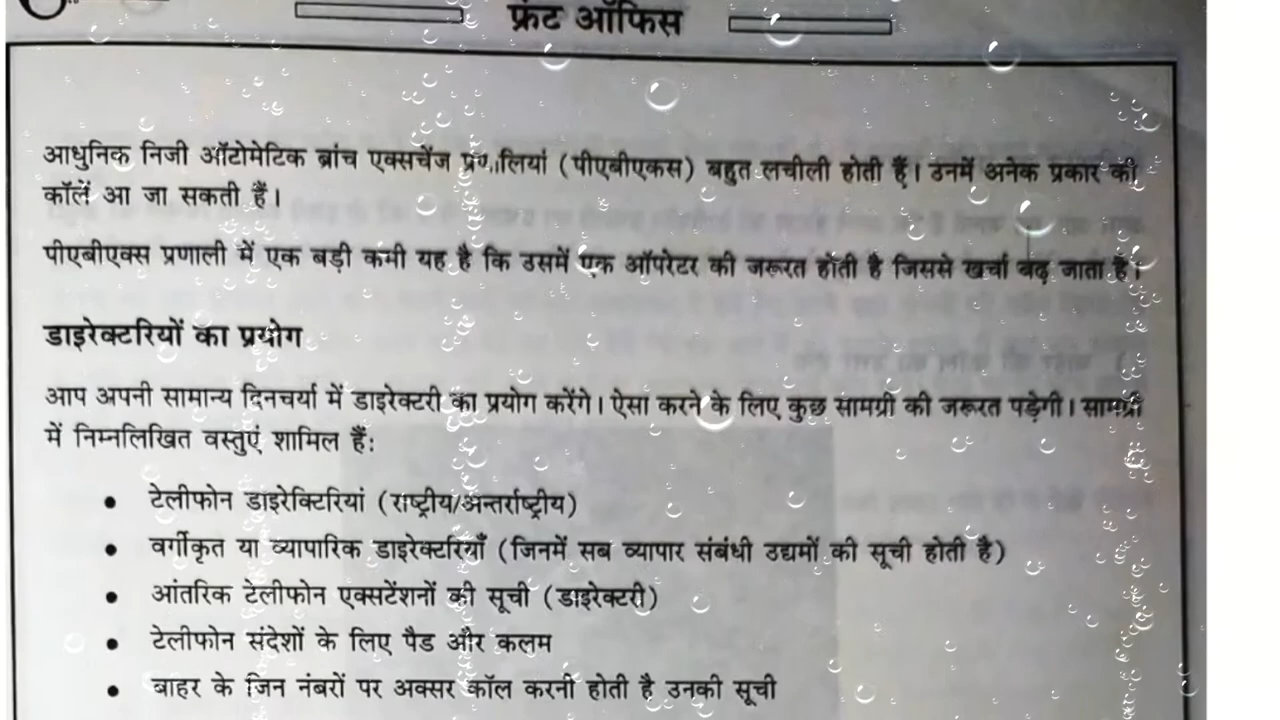 फ्रंट ऑफिस
आधुनिक निजी ऑटोमेटिक ब्रांच एक्सचेंज प्रणालियां (पीएबीएकस) बहुत लचीली होती हैं। उनमें अनेक प्रकार की
कॉलें आ जा सकती हैं।
पीएबीएक्स प्रणाली में एक बड़ी कमी यह है कि उसमें एक ऑपरेटर की जरूरत होती है जिससे खर्चा बढ़ जाता है।
डाइरेक्टरियों का प्रयोग
आप अपनी सामान्य दिनचर्या में डाइरेक्टरी का प्रयोग करेंगे। ऐसा करने के लिए कुछ सामग्री की जरूरत पड़ेगी। सामग्री
में निम्नलिखित वस्तुएं शामिल हैं:
• टेलीफोन डाइरेक्टिरियां (राष्ट्रीय/अन्तर्राष्ट्रीय)
• वर्गीकृत या व्यापारिक डाइरेक्टरियाँ (जिनमें सब व्यापार संबंधी उद्यमों की सूची होती है)
• आंतरिक टेलीफोन एक्सटेंशनों की सूची (डाइरेक्टरी)
• टेलीफोन संदेशों के लिए पैड और कलम
• बाहर के जिन नंबरों पर अक्सर कॉल करनी होती है उनकी सूची